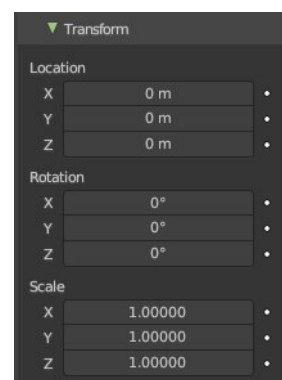 Transform
Location
X 0 m
Y 0 m
Z 0 m
Rotation
X 0°
Y 0°
Z 0°
Scale
X 1.00000
Y 1.00000
Z 1.00000